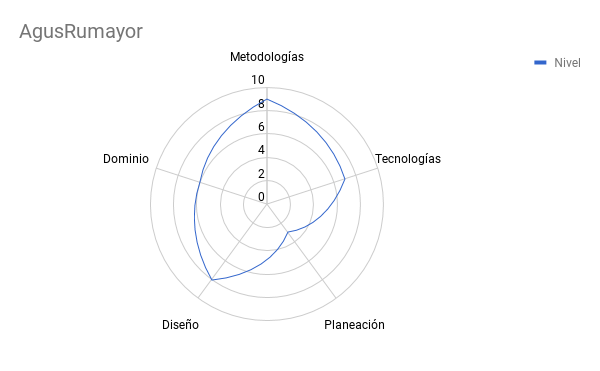 AgusRumayor
Metodologías
Nivel
10
8
6
4
2
0
Dominio
Tecnologías
Diseño
Planeación